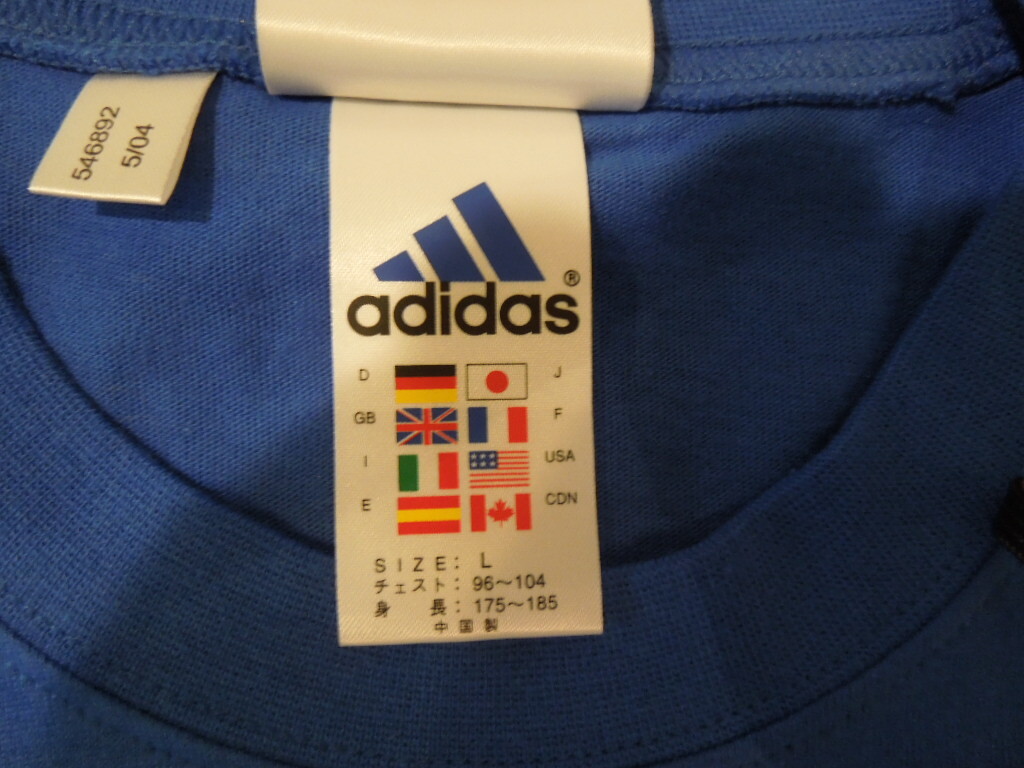 546892
5/04
adidas®
D J
GB F
I USA
E CDN
SIZE: L
チェスト: 96～104
身 長: 175～185
中国製